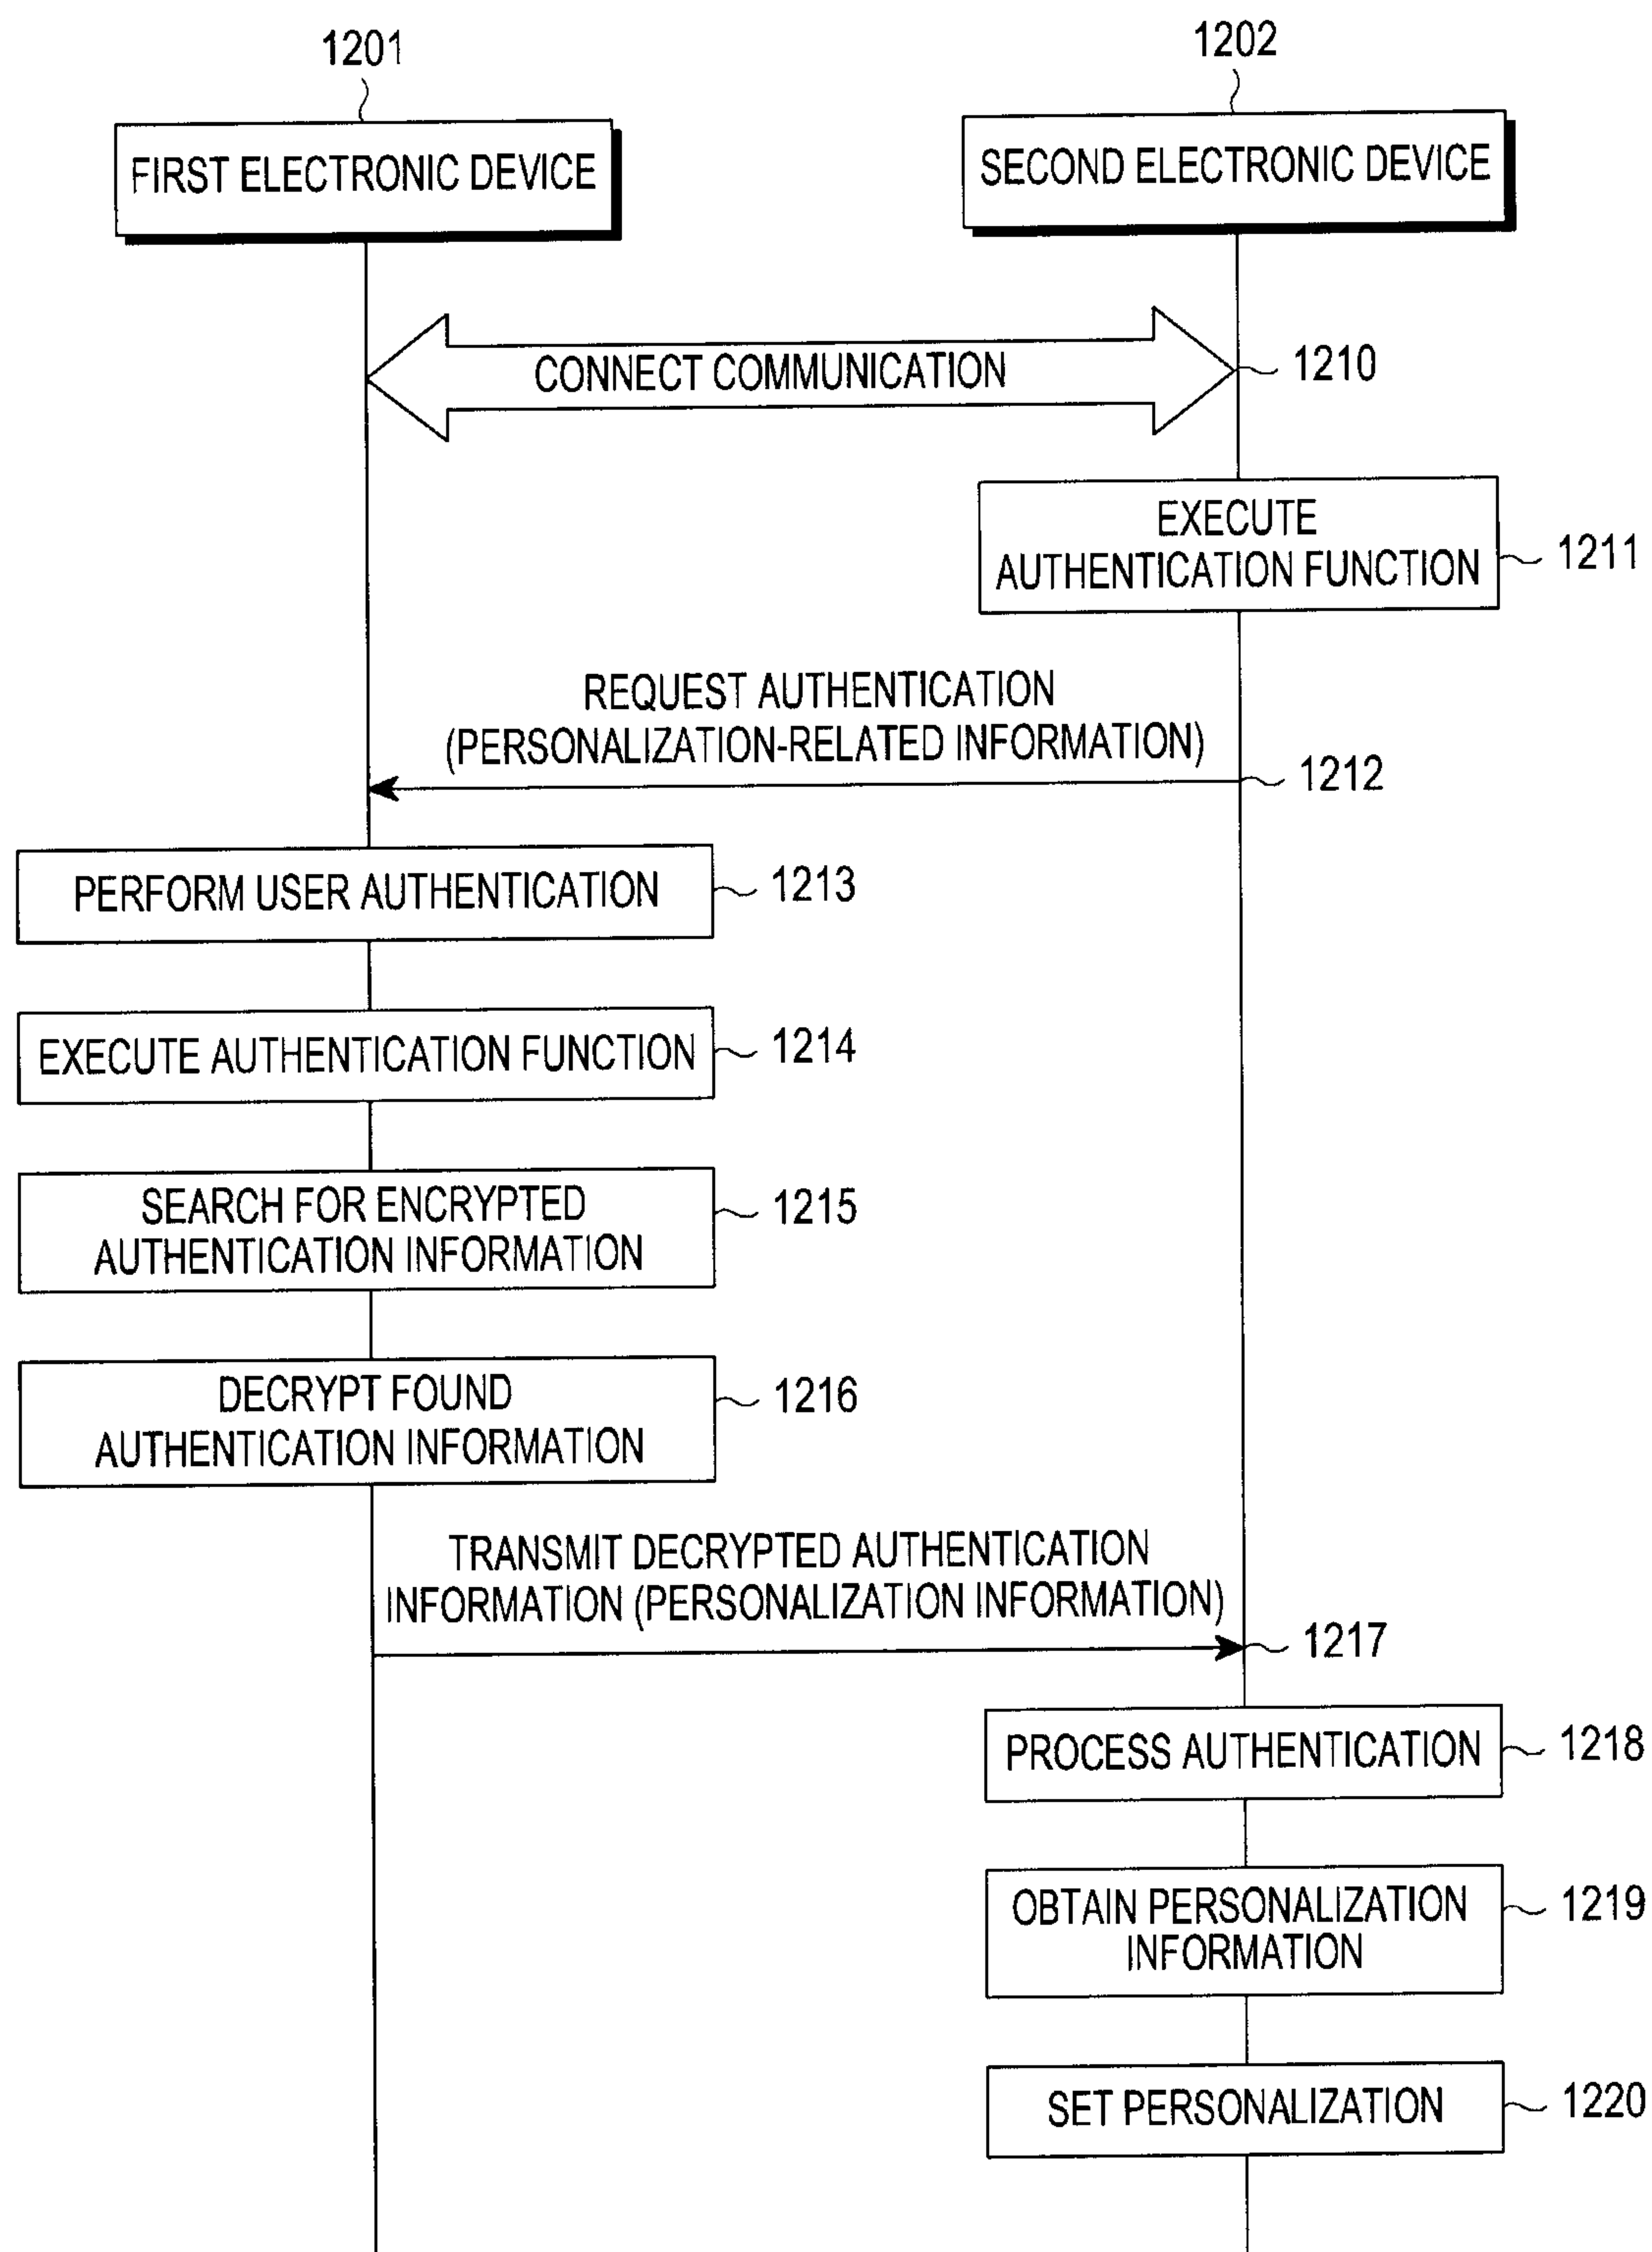 1201
1202
FIRST ELECTRONIC DEVICE
SECOND ELECTRONIC DEVICE
CONNECT COMMUNICATION
1210
EXECUTE
AUTHENTICATION FUNCTION
1211
REQUEST AUTHENTICATION
(PERSONALIZATION-RELATED INFORMATION)
1212
PERFORM USER AUTHENTICATION
1213
EXECUTE AUTHENTICATION FUNCTION
1214
SEARCH FOR ENCRYPTED
AUTHENTICATION INFORMATION
1215
DECRYPT FOUND
AUTHENTICATION INFORMATION
1216
TRANSMIT DECRYPTED AUTHENTICATION
INFORMATION (PERSONALIZATION INFORMATION)
1217
PROCESS AUTHENTICATION
1218
OBTAIN PERSONALIZATION
INFORMATION
1219
SET PERSONALIZATION
1220